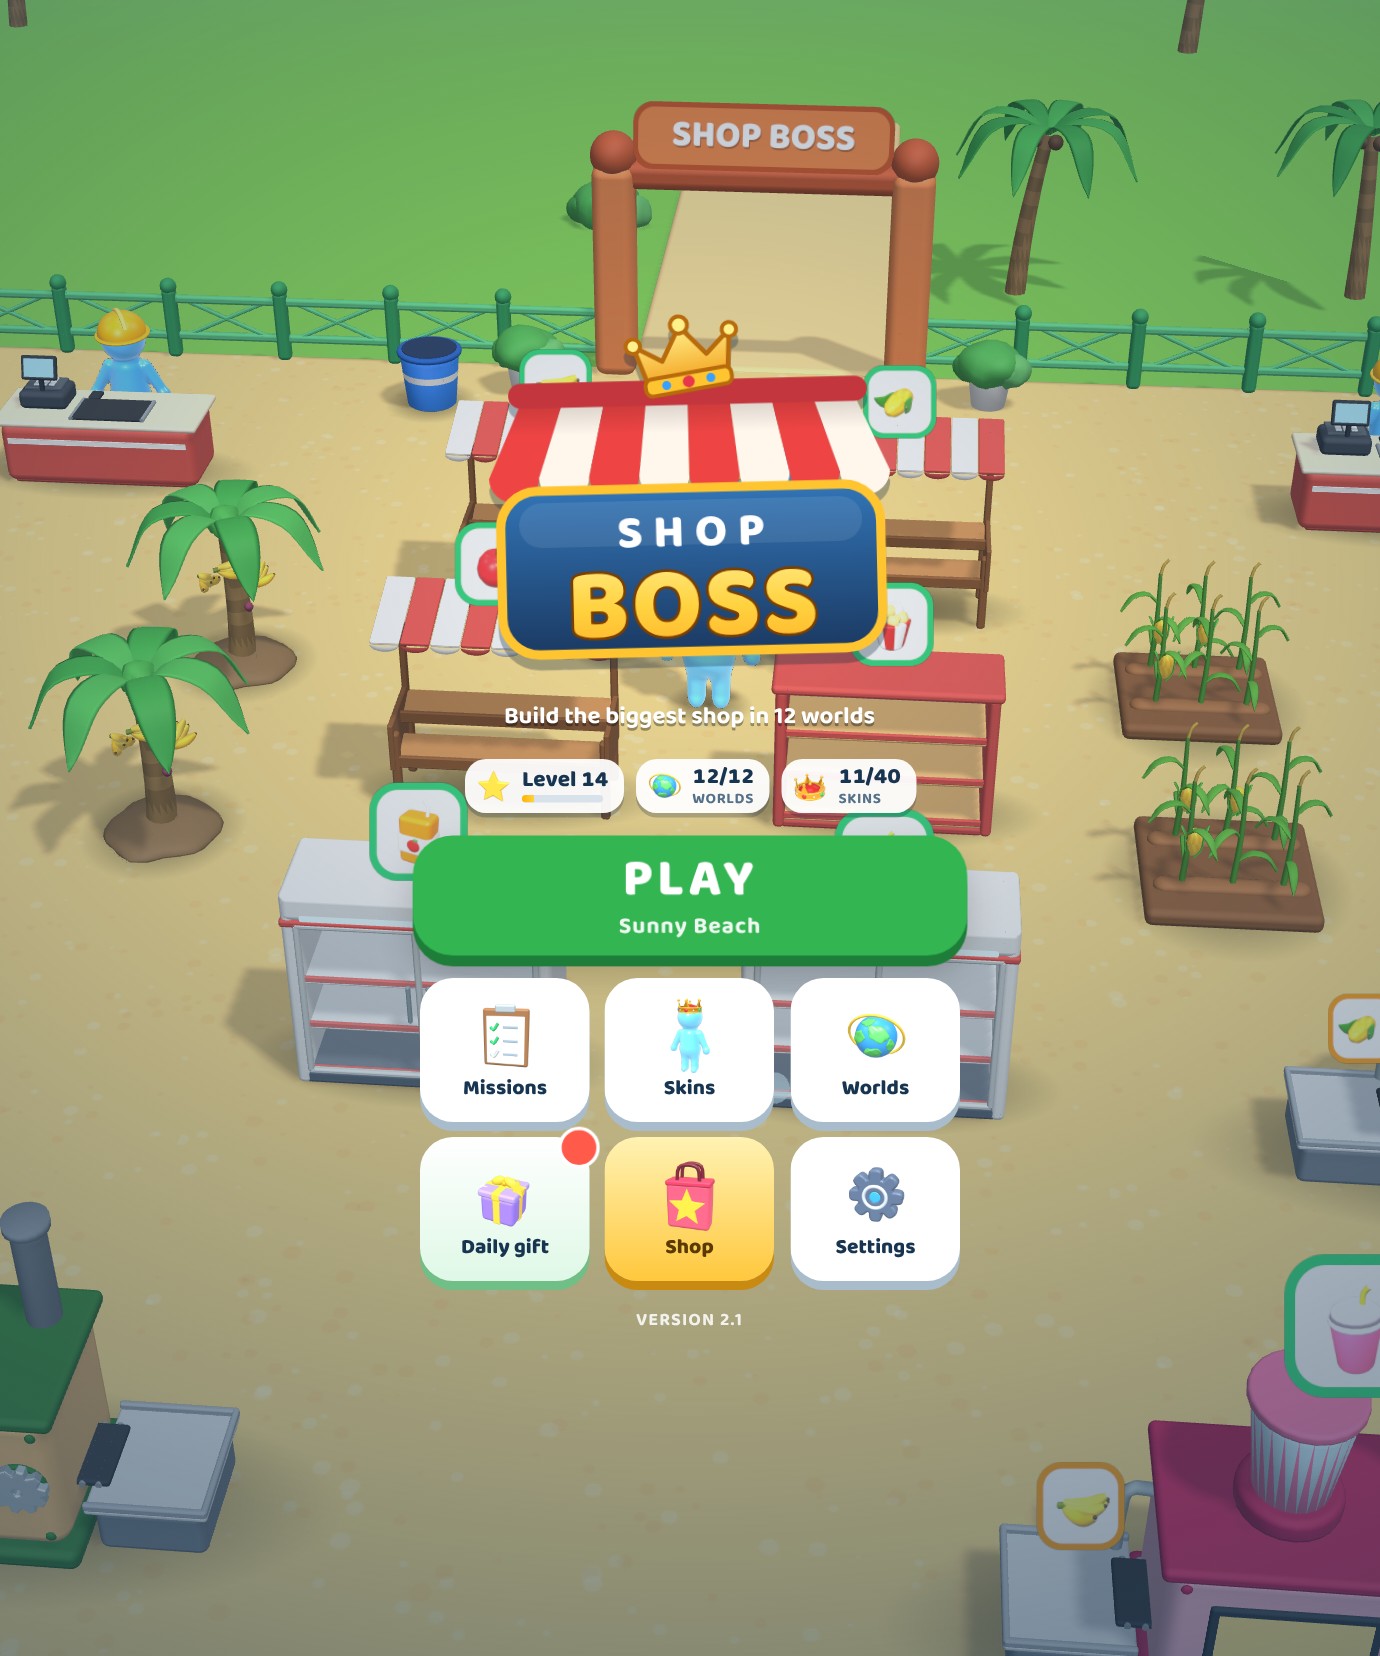 SHOP BOSS
SHOP
BOSS
Build the biggest shop in 12 worlds
Level 14
12/12
WORLDS
11/40
SKINS
PLAY
Sunny Beach
Missions
Skins
Worlds
Daily gift
Shop
Settings
VERSION 2.1